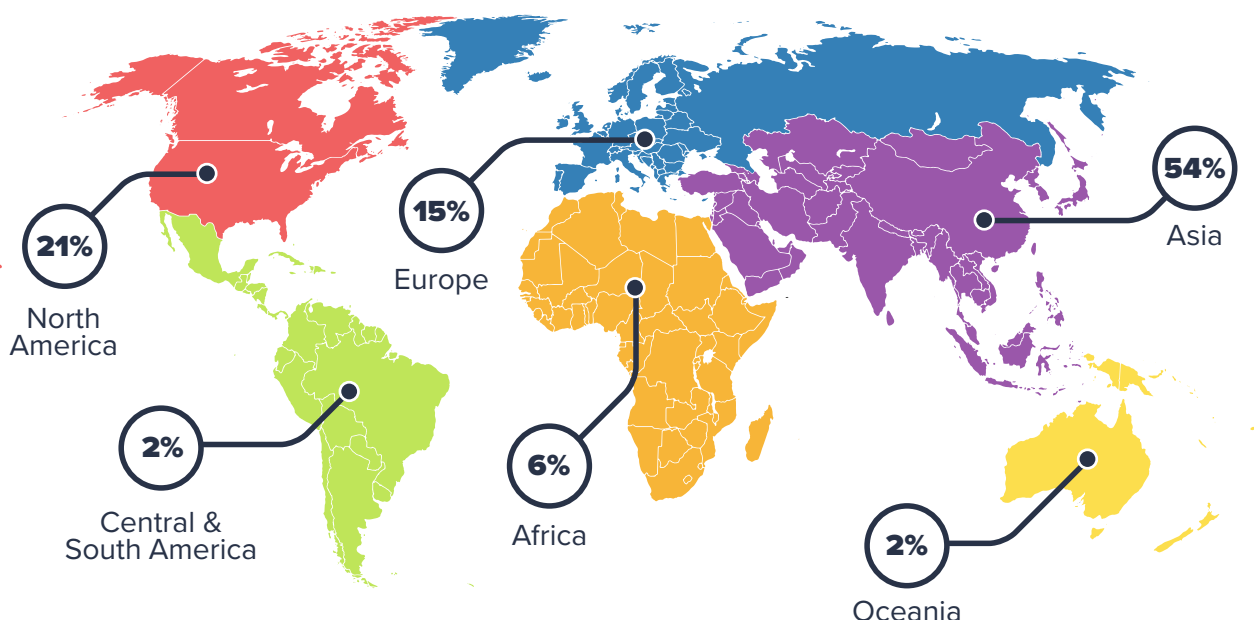 54%
Asia
15%
Europe
21%
North
America
2%
Central &
South America
6%
Africa
2%
Oceania